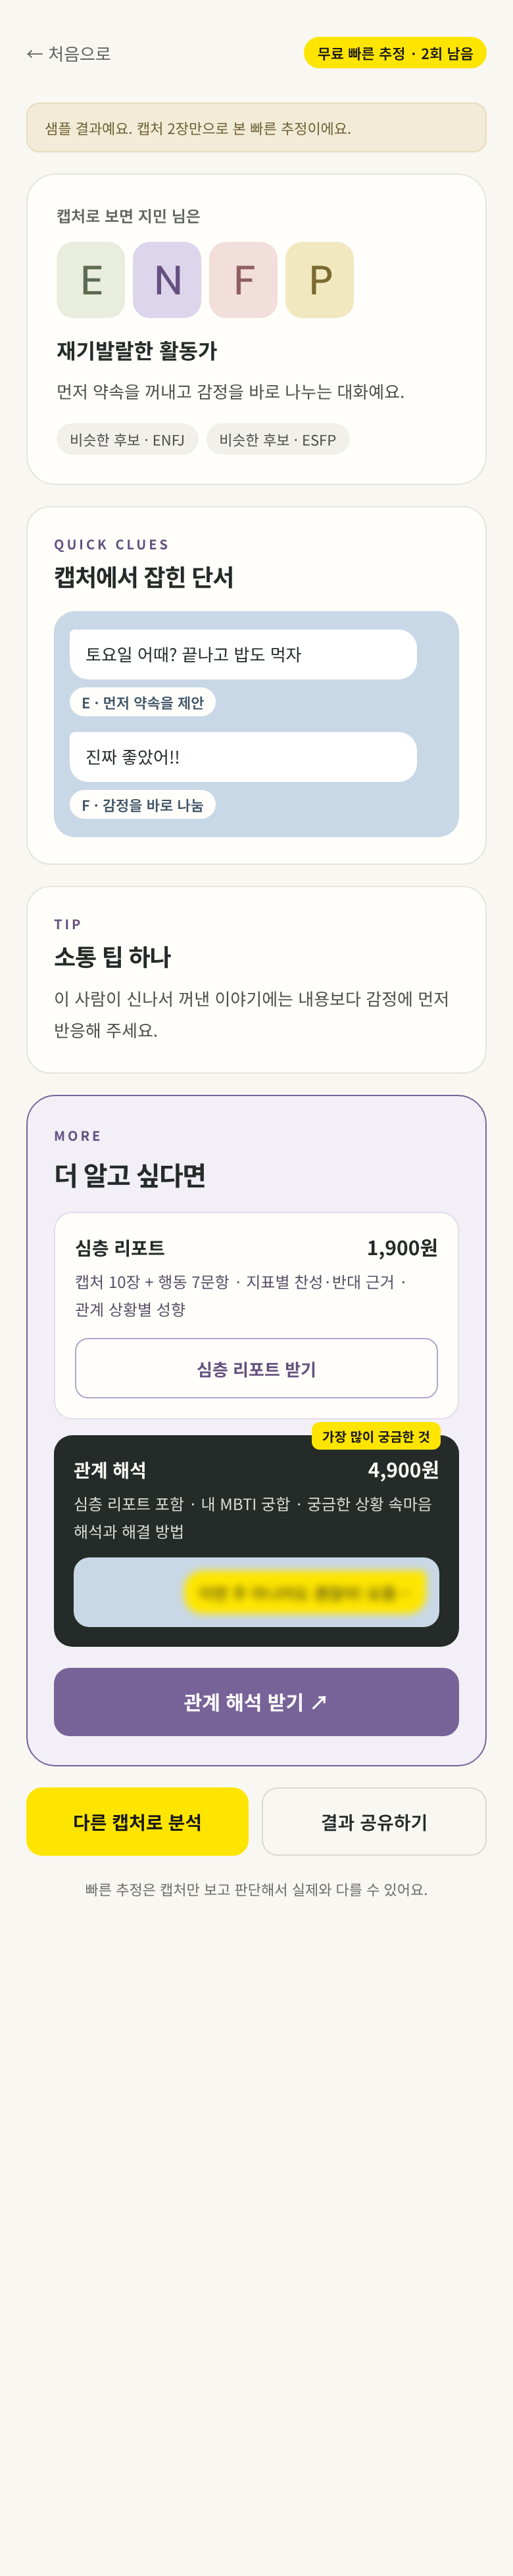 ← 처음으로
무료 빠른 추정 · 2회 남음
샘플 결과예요. 캡처 2장만으로 본 빠른 추정이에요.
캡처로 보면 지민 님은
E N F P
재기발랄한 활동가
먼저 약속을 꺼내고 감정을 바로 나누는 대화예요.
비슷한 후보 · ENFJ
비슷한 후보 · ESFP
QUICK CLUES
캡처에서 잡힌 단서
토요일 어때? 끝나고 밥도 먹자
E · 먼저 약속을 제안
진짜 좋았어!!
F · 감정을 바로 나눔
TIP
소통 팁 하나
이 사람이 신나서 꺼낸 이야기에는 내용보다 감정에 먼저
반응해 주세요.
MORE
더 알고 싶다면
심층 리포트 1,900원
캡처 10장 + 행동 7문항 · 지표별 찬성·반대 근거 ·
관계 상황별 성향
심층 리포트 받기
가장 많이 궁금한 것
관계 해석 4,900원
심층 리포트 포함 · 내 MBTI 궁합 · 궁금한 상황 속마음
해석과 해결 방법
관계 해석 받기 ↗
다른 캡처로 분석
결과 공유하기
빠른 추정은 캡처만 보고 판단해서 실제와 다를 수 있어요.